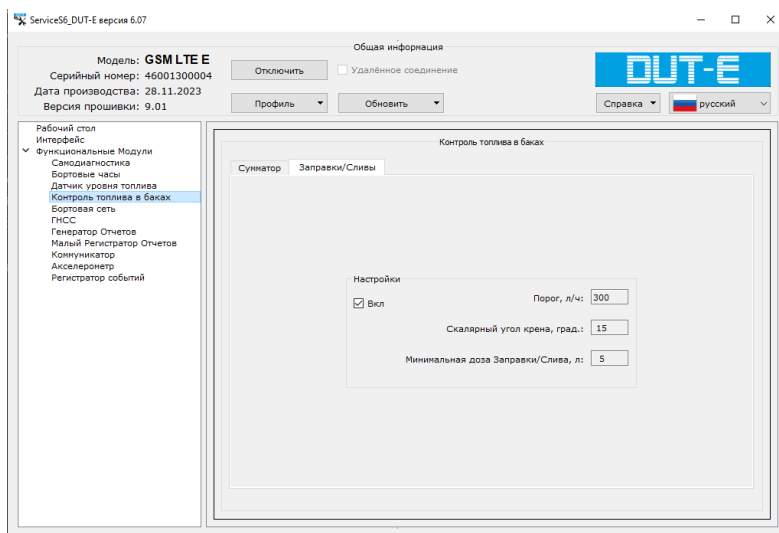 ServiceS6_DUT-E версия 6.07
Общая информация
Модель: GSM LTE E
Серийный номер: 46001300004
Дата производства: 28.11.2023
Версия прошивки: 9.01
Отключить
Удалённое соединение
Профиль
Обновить
DUT-E
Справка
русский
Рабочий стол
Интерфейс
Функциональные Модули
Самодиагностика
Бортовые часы
Датчик уровня топлива
Контроль топлива в баках
Бортовая сеть
ГНСС
Генератор Отчетов
Малый Регистратор Отчетов
Коммуникатор
Акселерометр
Регистратор событий
Контроль топлива в баках
Сумматор
Заправки/Сливы
Настройки
Вкл
Порог, л/ч: 300
Скалярный угол крена, град.: 15
Минимальная доза Заправки/Слива, л: 5